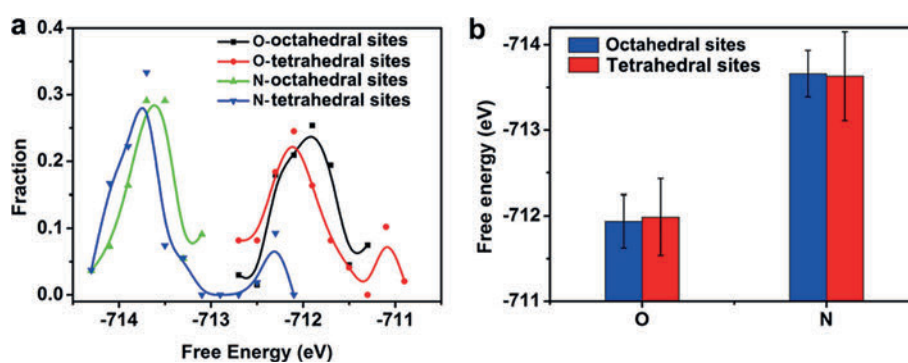 a
0.4
0.3
0.2
0.1
0.0
Fraction
O-octahedral sites
O-tetrahedral sites
N-octahedral sites
N-tetrahedral sites
-714 -713 -712 -711
Free Energy (eV)
b
-714
-713
-712
-711
Free energy (eV)
Octahedral sites
Tetrahedral sites
O N